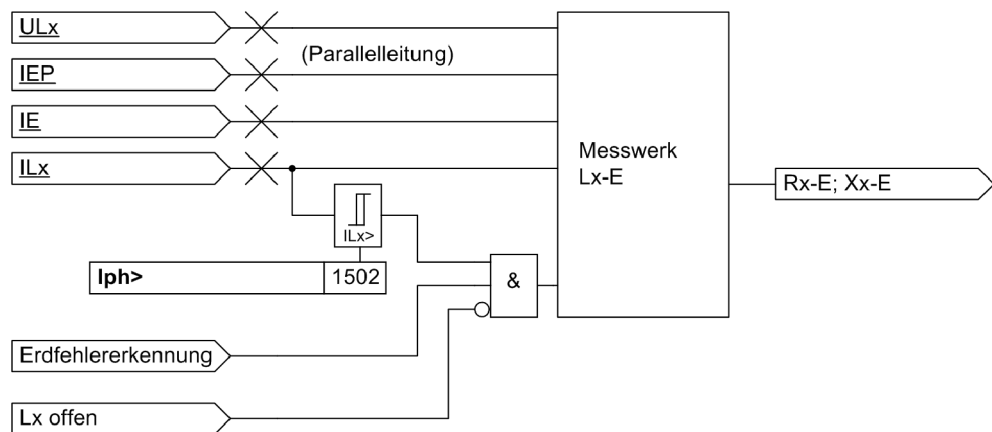 ULx
(Parallelleitung)
IEP
IE
ILx
Messwerk
Lx-E
Rx-E; Xx-E
ILx>
Iph> 1502
&
Erdfehlererkennung
Lx offen